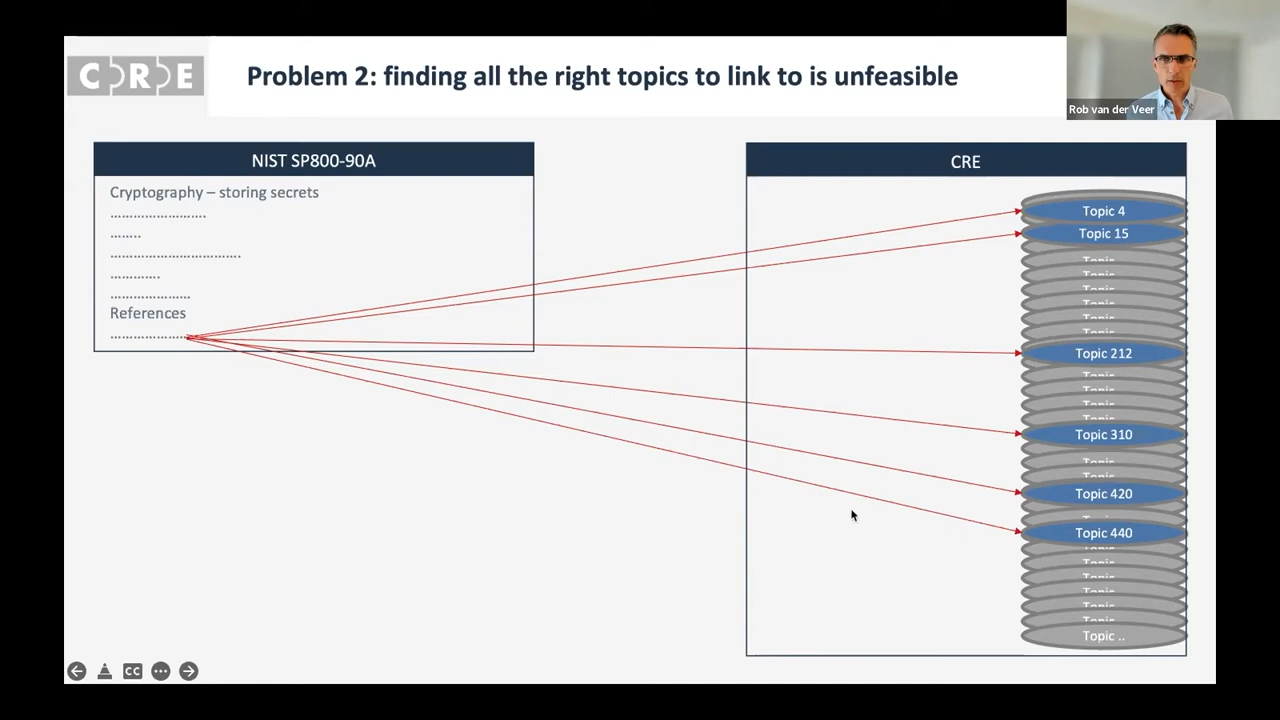 CRE
Problem 2: finding all the right topics to link to is unfeasible
Rob van der Veer
NIST SP800-90A
Cryptography – storing secrets
…………………….
……..
…………………………….
………….
…………………
References
…………………
CRE
Topic 4
Topic 15
Topic 212
Topic 310
Topic 420
Topic 440
Topic ..
CC